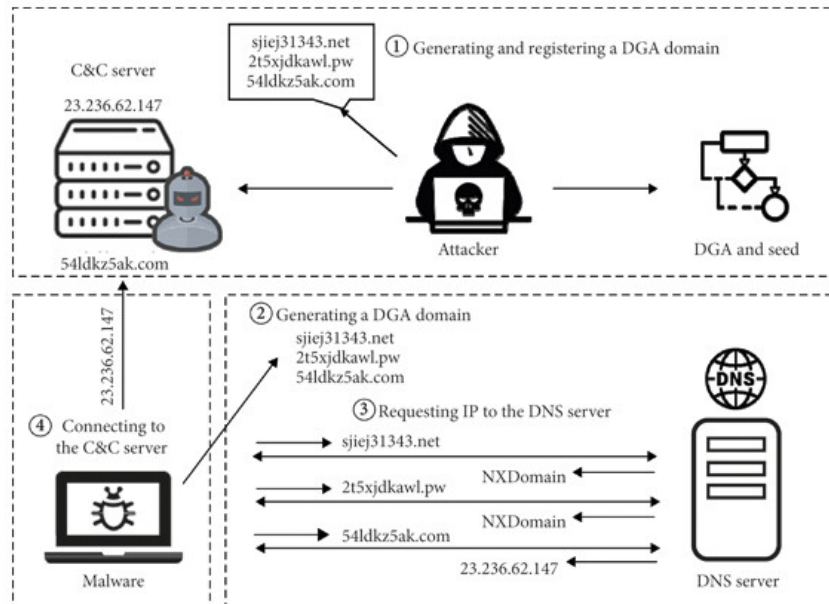 ① Generating and registering a DGA domain
sjiej31343.net
2t5xjdkawl.pw
54ldkz5ak.com
C&C server
23.236.62.147
54ldkz5ak.com
Attacker
DGA and seed
② Generating a DGA domain
sjiej31343.net
2t5xjdkawl.pw
54ldkz5ak.com
DNS
③ Requesting IP to the DNS server
sjiej31343.net
NXDomain
2t5xjdkawl.pw
NXDomain
54ldkz5ak.com
23.236.62.147
DNS server
23.236.62.147
④ Connecting to
the C&C server
Malware